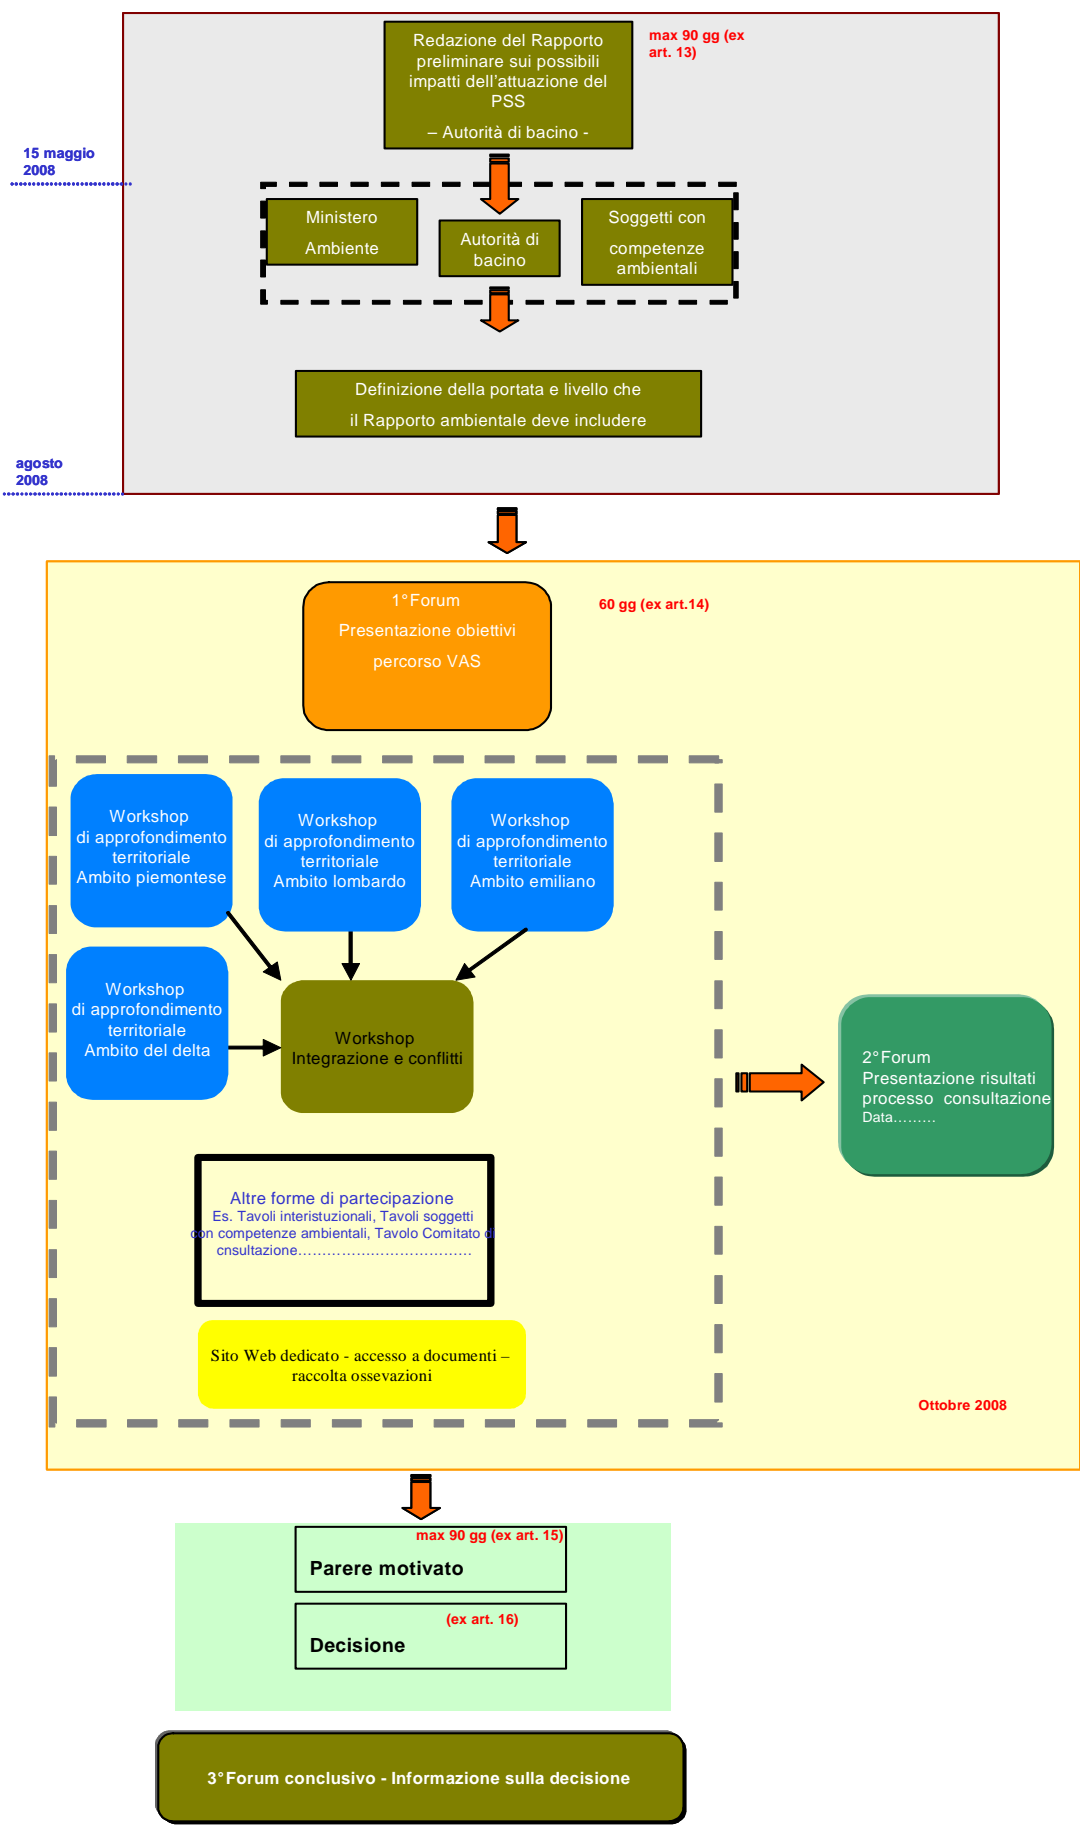 Redazione del Rapporto
preliminare sui possibili
impatti dell'attuazione del
PSS
– Autorità di bacino -
max 90 gg (ex
art. 13)
15 maggio
2008
Ministero
Ambiente
Autorità di
bacino
Soggetti con
competenze
ambientali
Definizione della portata e livello che
il Rapporto ambientale deve includere
agosto
2008
1°Forum
Presentazione obiettivi
percorso VAS
60 gg (ex art.14)
Workshop
di approfondimento
territoriale
Ambito piemontese
Workshop
di approfondimento
territoriale
Ambito lombardo
Workshop
di approfondimento
territoriale
Ambito emiliano
Workshop
di approfondimento
territoriale
Ambito del delta
Workshop
Integrazione e conflitti
2°Forum
Presentazione risultati
processo consultazione
Data………
Altre forme di partecipazione
Es. Tavoli interistuzionali, Tavoli soggetti
con competenze ambientali, Tavolo Comitato di
cnsultazione…………………………………
Sito Web dedicato - accesso a documenti –
raccolta ossevazioni
Ottobre 2008
max 90 gg (ex art. 15)
Parere motivato
(ex art. 16)
Decisione
3°Forum conclusivo - Informazione sulla decisione